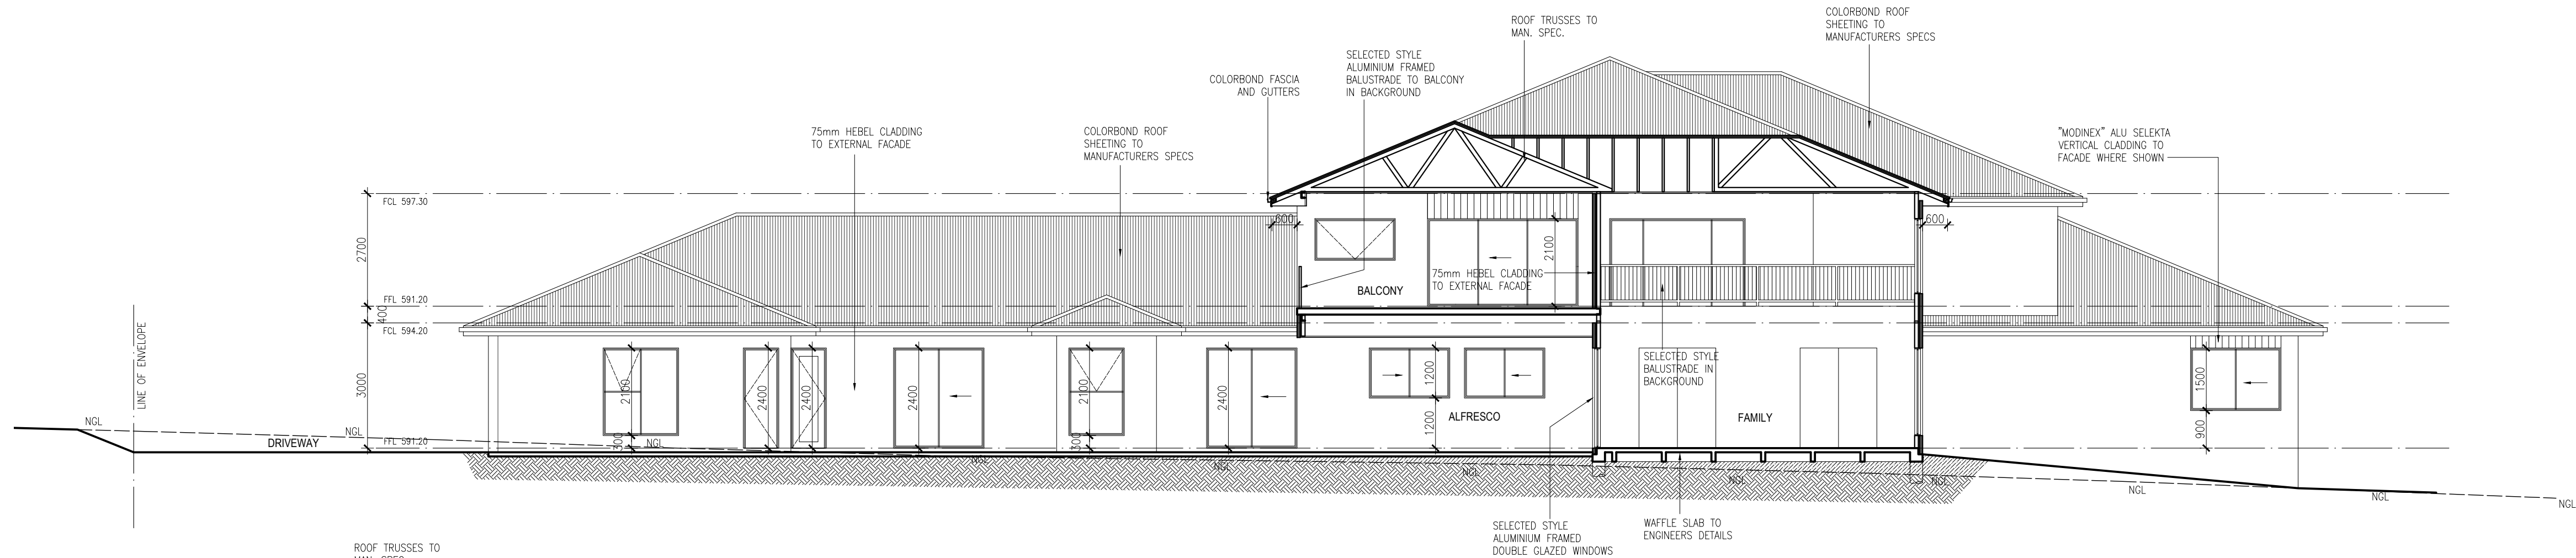 COLORBOND ROOF
SHEETING TO
MANUFACTURERS SPECS
ROOF TRUSSES TO
MAN. SPEC.
SELECTED STYLE
ALUMINIUM FRAMED
BALUSTRADE TO BALCONY
IN BACKGROUND
COLORBOND FASCIA
AND GUTTERS
75mm HEBEL CLADDING
TO EXTERNAL FACADE
COLORBOND ROOF
SHEETING TO
MANUFACTURERS SPECS
"MODINEX" ALU SELEKTA
VERTICAL CLADDING TO
FACADE WHERE SHOWN
FCL 597.30
600
600
2700
2100
75mm HEBEL CLADDING
TO EXTERNAL FACADE
BALCONY
FFL 591.20
400
FCL 594.20
LINE OF ENVELOPE
3000
2100
2400
2400
2400
2100
2400
1200
1200
SELECTED STYLE
BALUSTRADE IN
BACKGROUND
1500
900
ALFRESCO
FAMILY
NGL
NGL
DRIVEWAY
FFL 591.20
300
NGL
300
NGL
NGL
NGL
NGL
NGL
NGL
NGL
NGL
SELECTED STYLE
ALUMINIUM FRAMED
DOUBLE GLAZED WINDOWS
WAFFLE SLAB TO
ENGINEERS DETAILS
ROOF TRUSSES TO
MAN. SPEC.